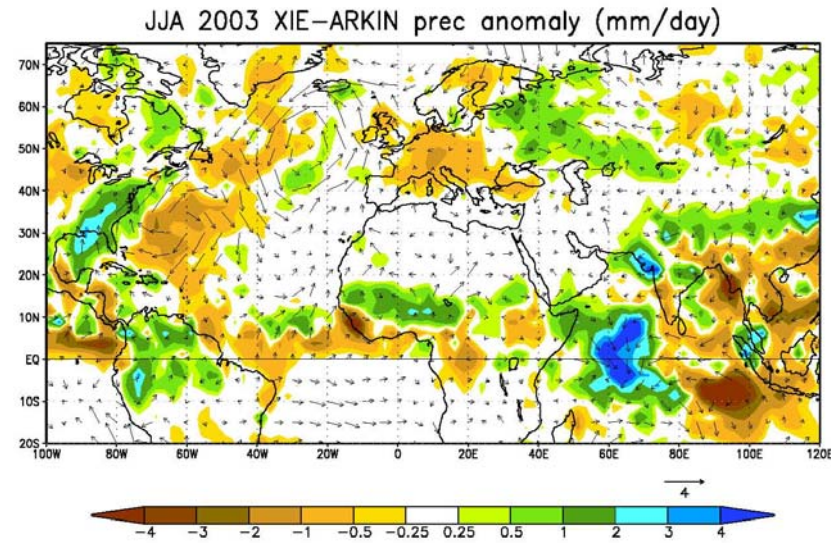 JJA 2003 XIE-ARKIN prec anomaly (mm/day)
70N
60N
50N
40N
30N
20N
10N
EQ
10S
20S
100W 80W 60W 40W 20W 0 20E 40E 60E 80E 100E 120E
4
-4 -3 -2 -1 -0.5 -0.25 0.25 0.5 1 2 3 4